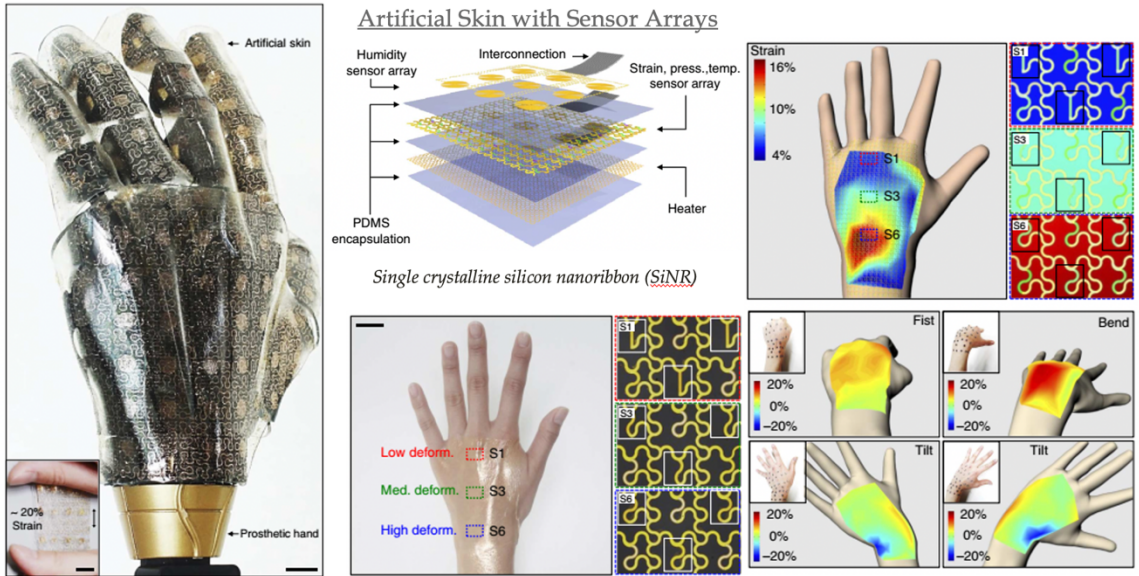 Artificial Skin with Sensor Arrays
Artificial skin
~ 20%
Strain
Prosthetic hand
Humidity
sensor array
Interconnection
Strain, press.,temp.
sensor array
PDMS
encapsulation
Heater
Single crystalline silicon nanoribbon (SiNR)
Strain
16%
10%
4%
S1
S3
S6
S1
S3
S6
Low deform.
S1
Med. deform.
S3
High deform.
S6
S1
S3
S6
Fist
20%
0%
−20%
Bend
20%
0%
−20%
Tilt
20%
0%
−20%
Tilt
20%
0%
−20%